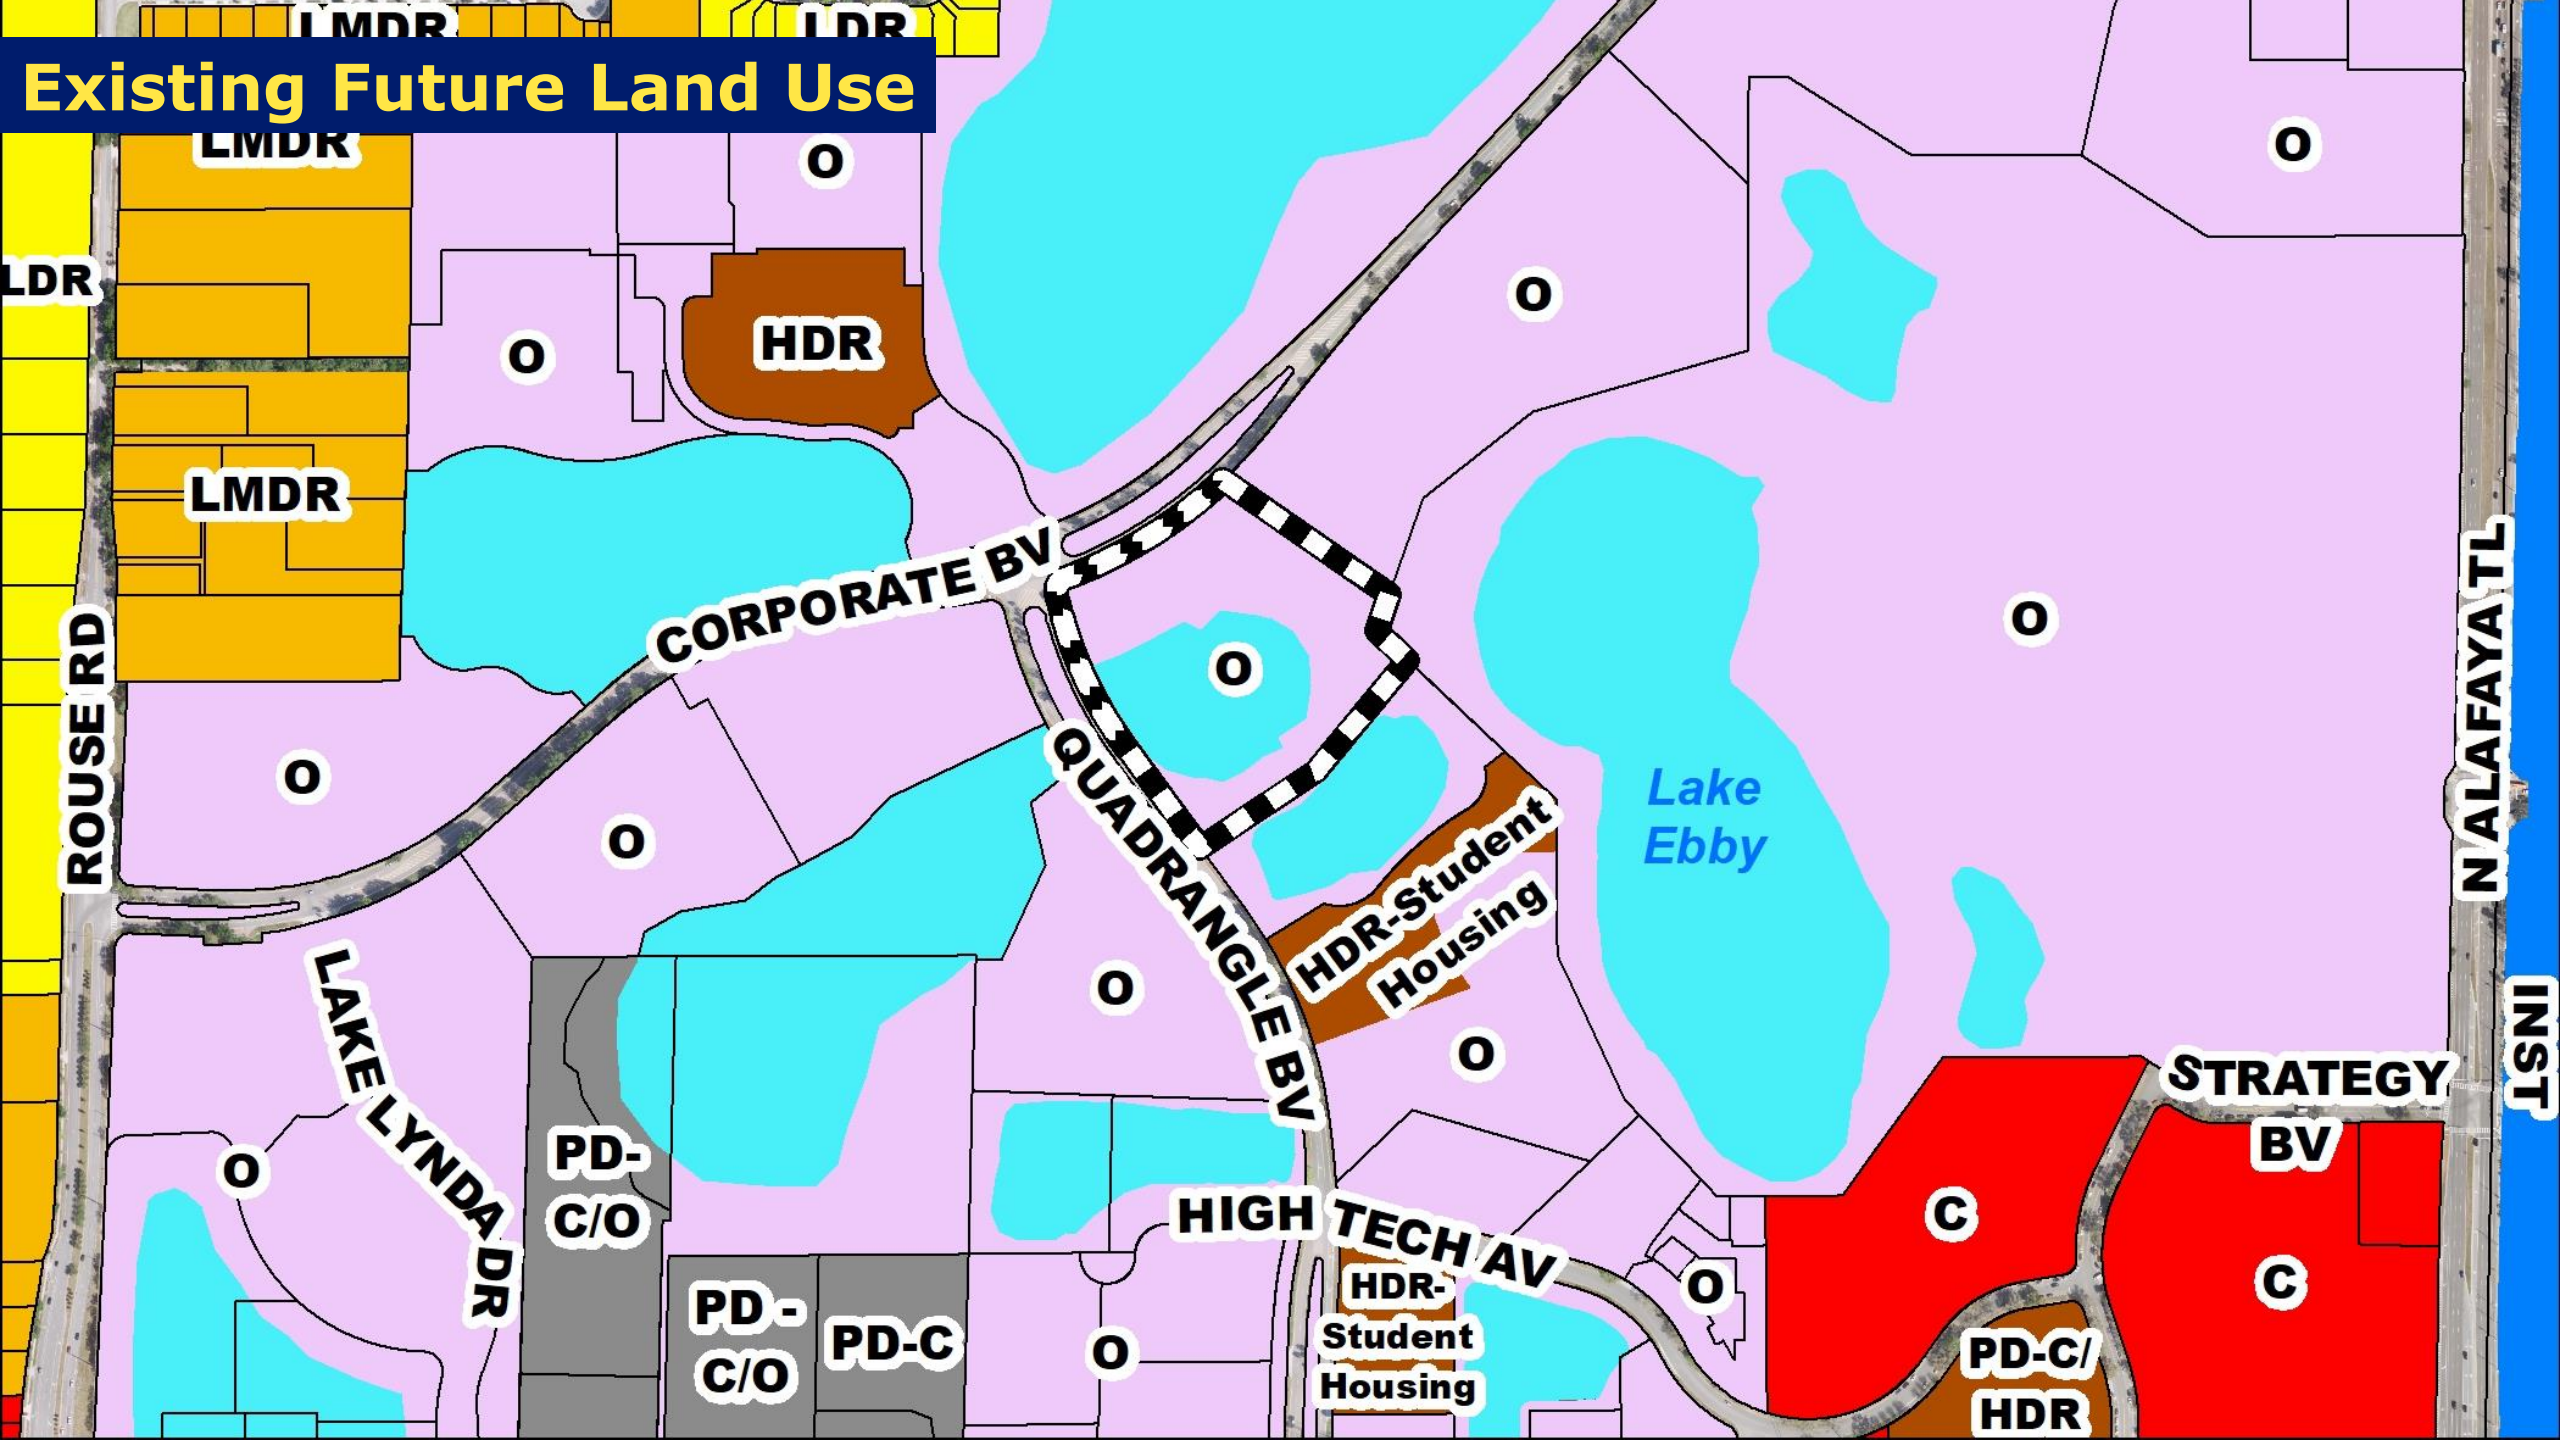 LMDR
LDR
Existing Future Land Use
LMDR
O
O
LDR
O
HDR
O
LMDR
CORPORATE BV
O
O
N ALAFAYA TL
ROUSE RD
O
O
QUADRANGLE BV
Lake
Ebby
HDR-Student
Housing
LAKE LYNDA DR
O
O
INST
STRATEGY
BV
O
PD-
C/O
HIGH TECH AV
C
C
HDR-
Student
Housing
O
PD -
C/O
PD-C
O
PD-C/
HDR